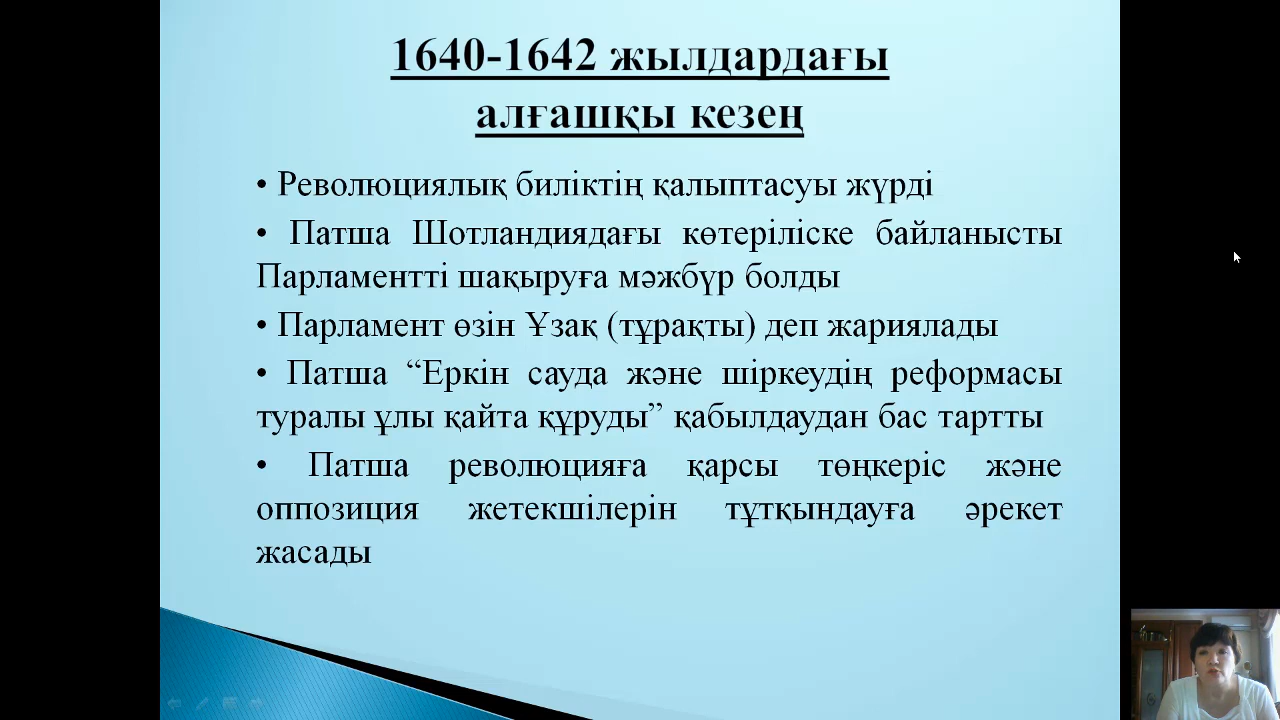 1640-1642 жылдардағы
алғашқы кезең
• Революциялық биліктің қалыптасуы жүрді
• Патша Шотландиядағы көтеріліске байланысты
Парламентті шақыруға мәжбүр болды
• Парламент өзін Ұзақ (тұрақты) деп жариялады
• Патша “Еркін сауда және шіркеудің реформасы
туралы ұлы қайта құруды” қабылдаудан бас тартты
• Патша революцияға қарсы төңкеріс және
оппозиция жетекшілерін тұтқындауға әрекет
жасады